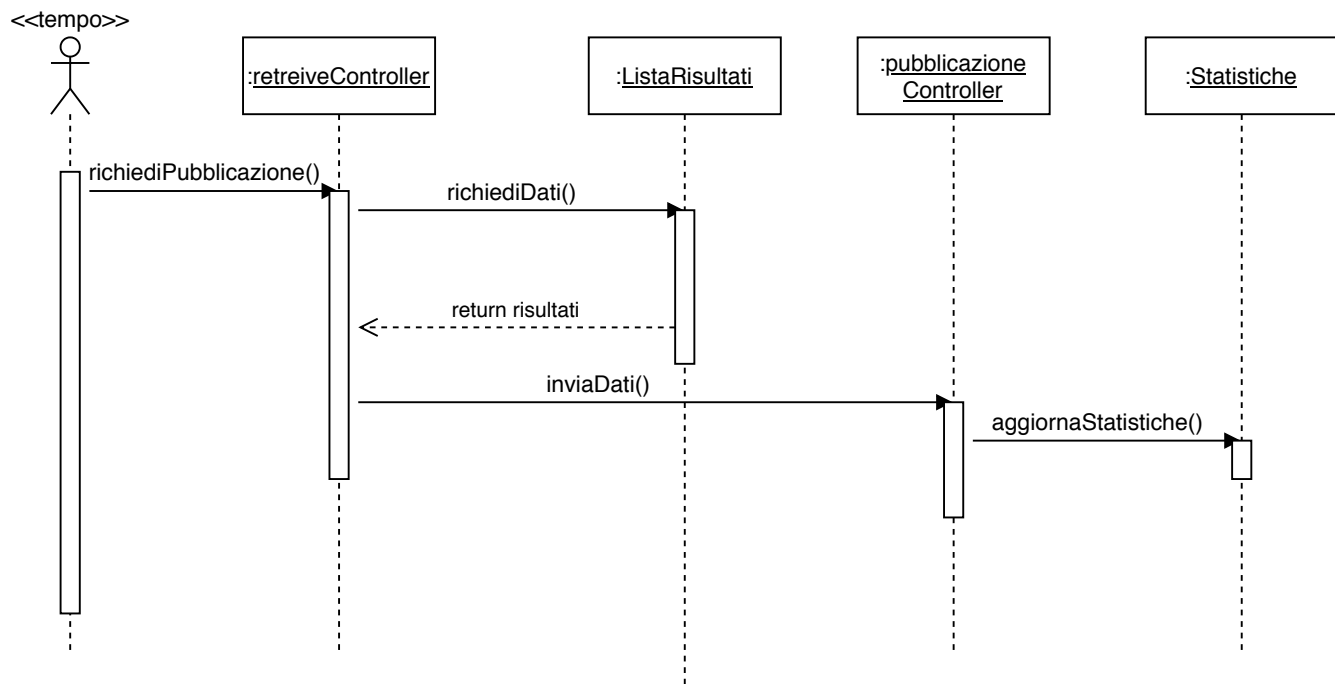 <<tempo>>
:retreiveController
:ListaRisultati
:pubblicazione
Controller
:Statistiche
richiediPubblicazione()
richiediDati()
return risultati
inviaDati()
aggiornaStatistiche()